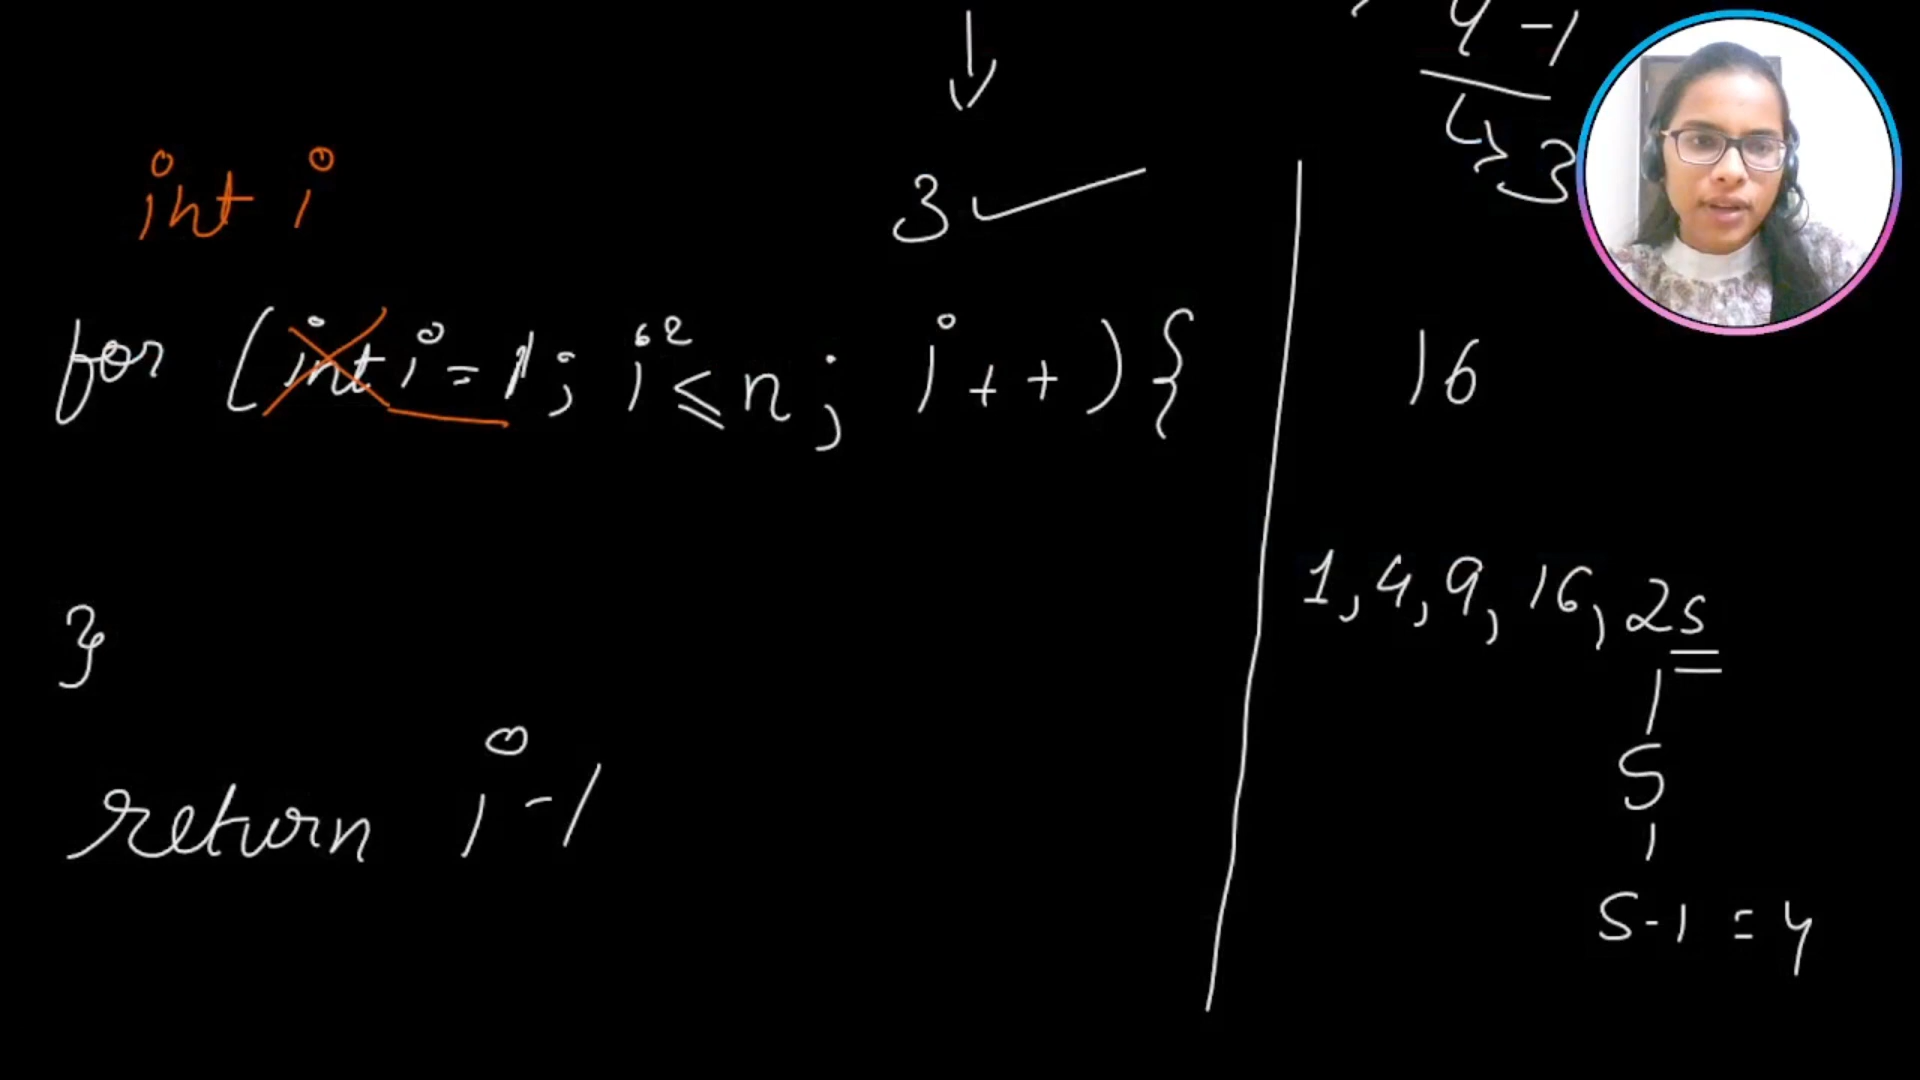 4 - 1
↳ 3
int i
3 ✓
for (int i = 1; i² ≤ n; i++) {
16
1, 4, 9, 16, 25
}
5
return i - 1
5 - 1 = 4